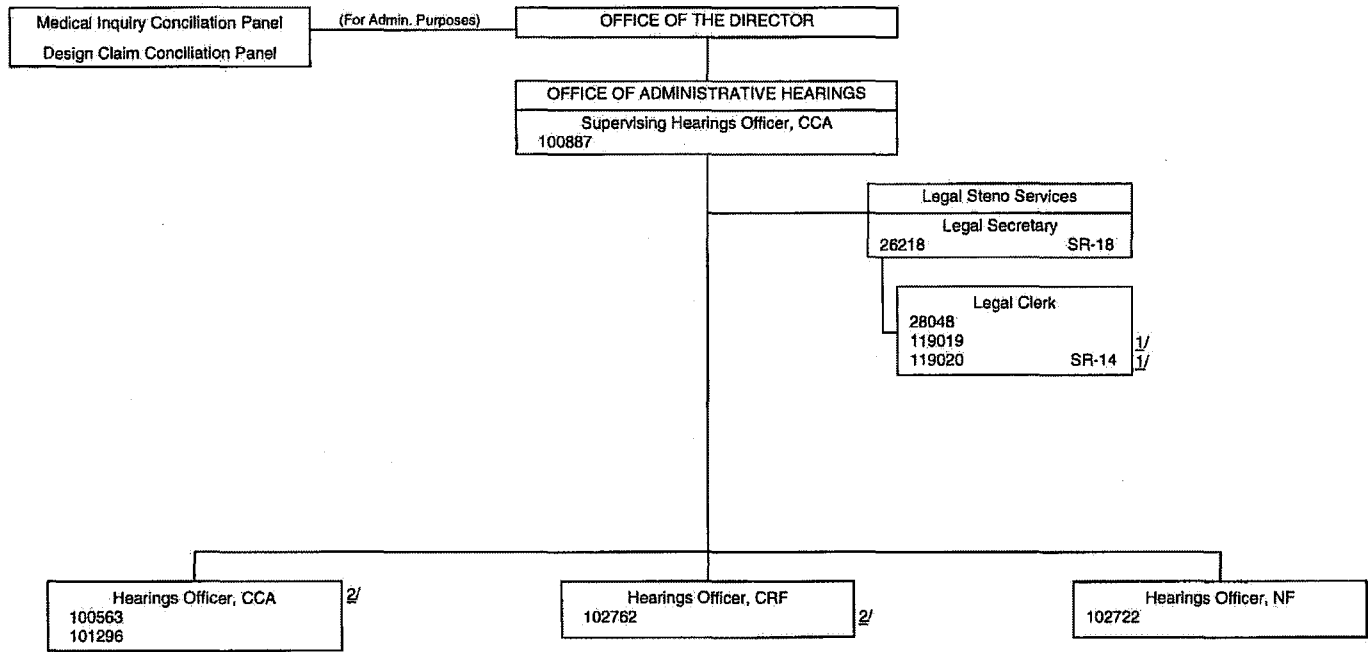 Medical Inquiry Conciliation Panel
Design Claim Conciliation Panel
(For Admin. Purposes)
OFFICE OF THE DIRECTOR
OFFICE OF ADMINISTRATIVE HEARINGS
Supervising Hearings Officer, CCA
100887
Legal Steno Services
Legal Secretary
26218 SR-18
Legal Clerk
28048
119019 1/
119020 SR-14 1/
Hearings Officer, CCA 2/
100563
101296
Hearings Officer, CRF
102762 2/
Hearings Officer, NF
102722